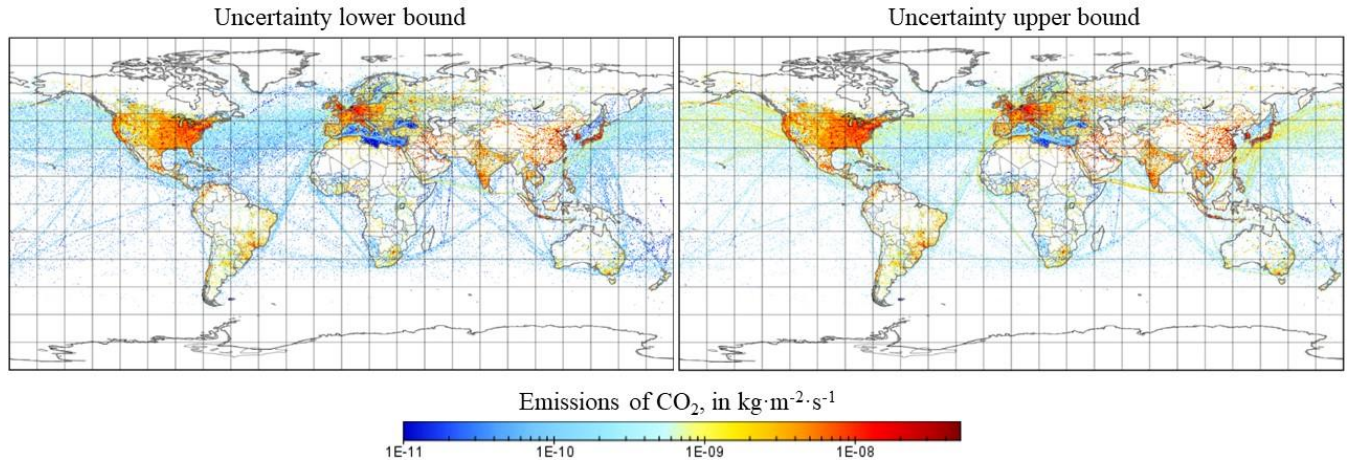 Uncertainty lower bound
Uncertainty upper bound
Emissions of CO₂, in kg·m⁻²·s⁻¹
1E-11 1E-10 1E-09 1E-08